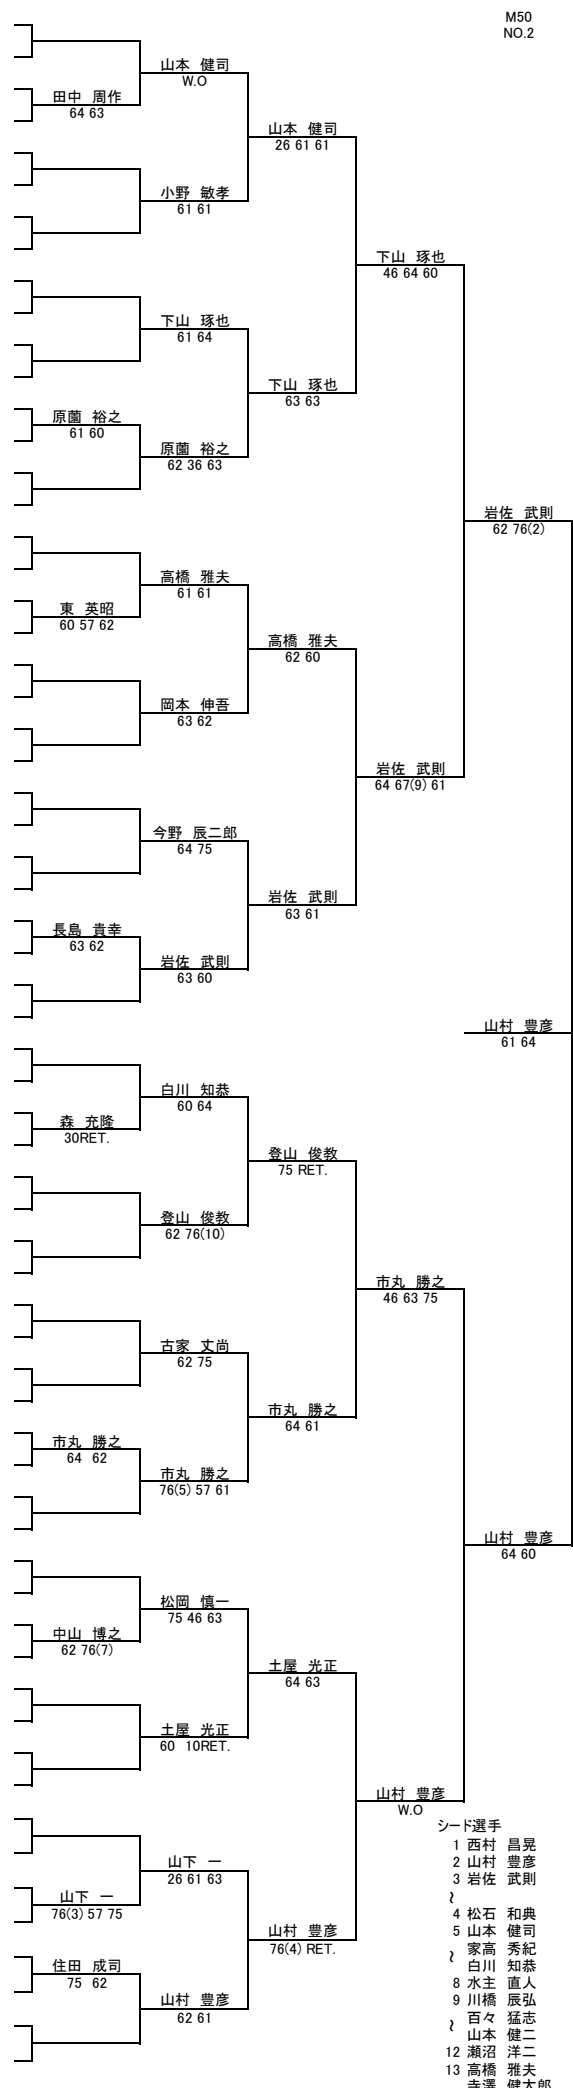 M50
NO.2
山本 健司
W.O
田中 周作
64 63
山本 健司
26 61 61
小野 敏孝
61 61
下山 琢也
46 64 60
下山 琢也
61 64
下山 琢也
63 63
原薗 裕之
61 60
原薗 裕之
62 36 63
岩佐 武則
62 76(2)
高橋 雅夫
61 61
東 英昭
60 57 62
高橋 雅夫
62 60
岡本 伸吾
63 62
岩佐 武則
64 67(9) 61
今野 辰二郎
64 75
岩佐 武則
63 61
長島 貴幸
63 62
岩佐 武則
63 60
山村 豊彦
61 64
白川 知恭
60 64
森 充隆
30RET.
登山 俊教
75 RET.
登山 俊教
62 76(10)
市丸 勝之
46 63 75
古家 丈尚
62 75
市丸 勝之
64 61
市丸 勝之
64 62
市丸 勝之
76(5) 57 61
山村 豊彦
64 60
松岡 慎一
75 46 63
中山 博之
62 76(7)
土屋 光正
64 63
土屋 光正
60 10RET.
山村 豊彦
W.O
山下 一
26 61 63
山下 一
76(3) 57 75
山村 豊彦
76(4) RET.
住田 成司
75 62
山村 豊彦
62 61
シード選手
1 西村 昌晃
2 山村 豊彦
3 岩佐 武則
~
4 松石 和典
5 山本 健司
家高 秀紀
~
白川 知恭
8 水主 直人
9 川橋 辰弘
百々 猛志
~
山本 健二
12 瀬沼 洋二
13 高橋 雅夫
寺澤 健太郎